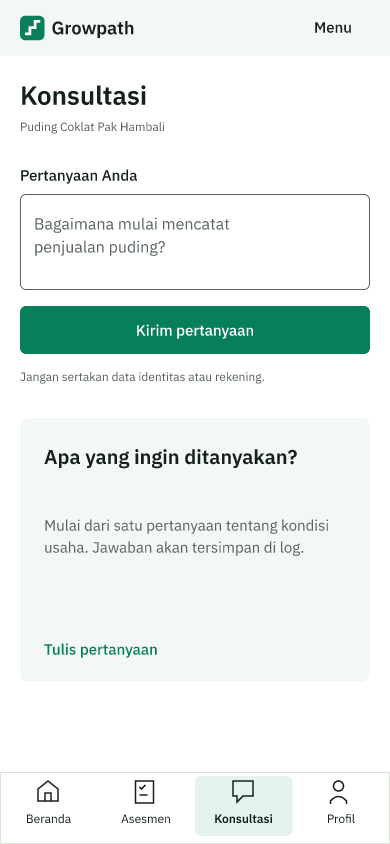 Growpath
Menu
Konsultasi
Puding Coklat Pak Hambali
Pertanyaan Anda
Bagaimana mulai mencatat
penjualan puding?
Kirim pertanyaan
Jangan sertakan data identitas atau rekening.
Apa yang ingin ditanyakan?
Mulai dari satu pertanyaan tentang kondisi
usaha. Jawaban akan tersimpan di log.
Tulis pertanyaan
Beranda
Asesmen
Konsultasi
Profil